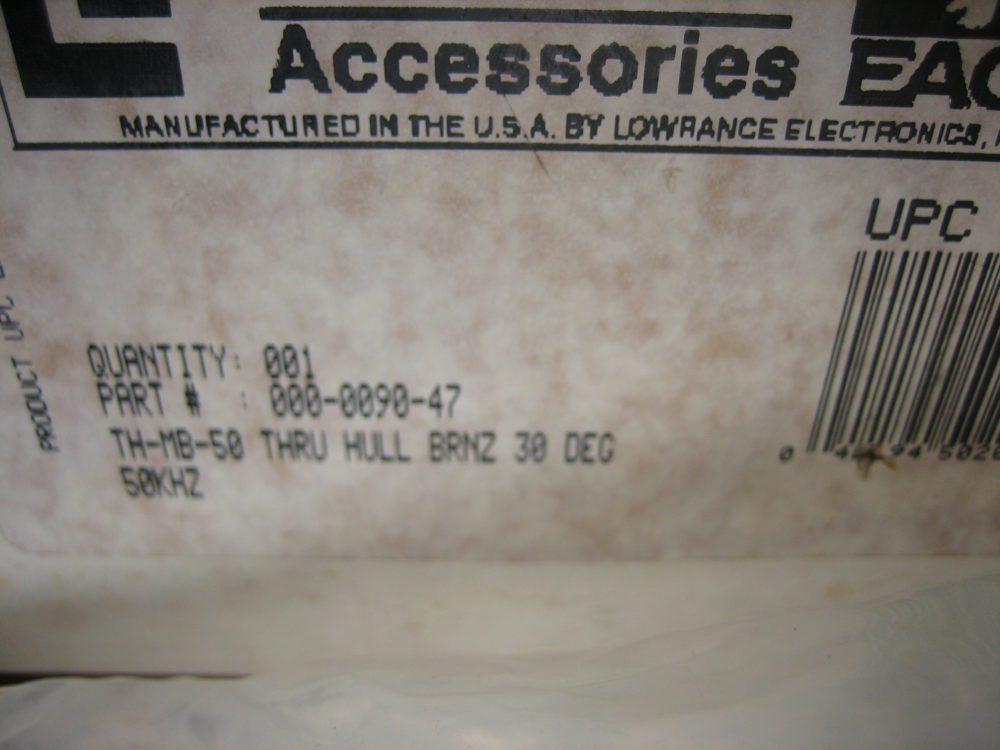 Accessories
MANUFACTURED IN THE U.S.A. BY LOWRANCE ELECTRONICS,
UPC
PRODUCT UPC
QUANTITY: 001
PART # : 000-0090-47
TH-MB-50 THRU HULL BRNZ 30 DEG
50KHZ
0